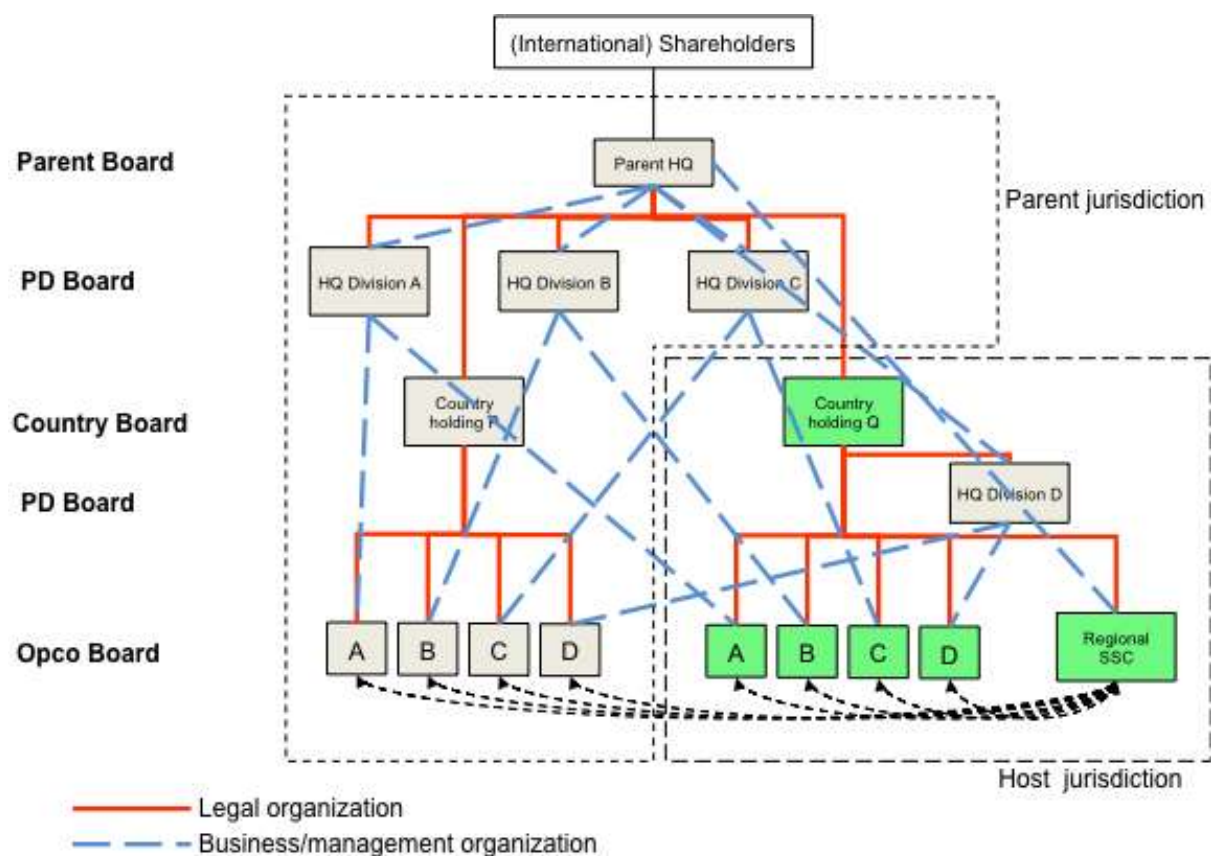 (International) Shareholders
Parent Board
Parent HQ
Parent jurisdiction
PD Board
HQ Division A
HQ Division B
HQ Division C
Country Board
Country
holding
Country
holding Q
PD Board
HQ Division D
Opco Board
A
B
C
D
A
B
C
D
Regional
SSC
Host jurisdiction
Legal organization
Business/management organization